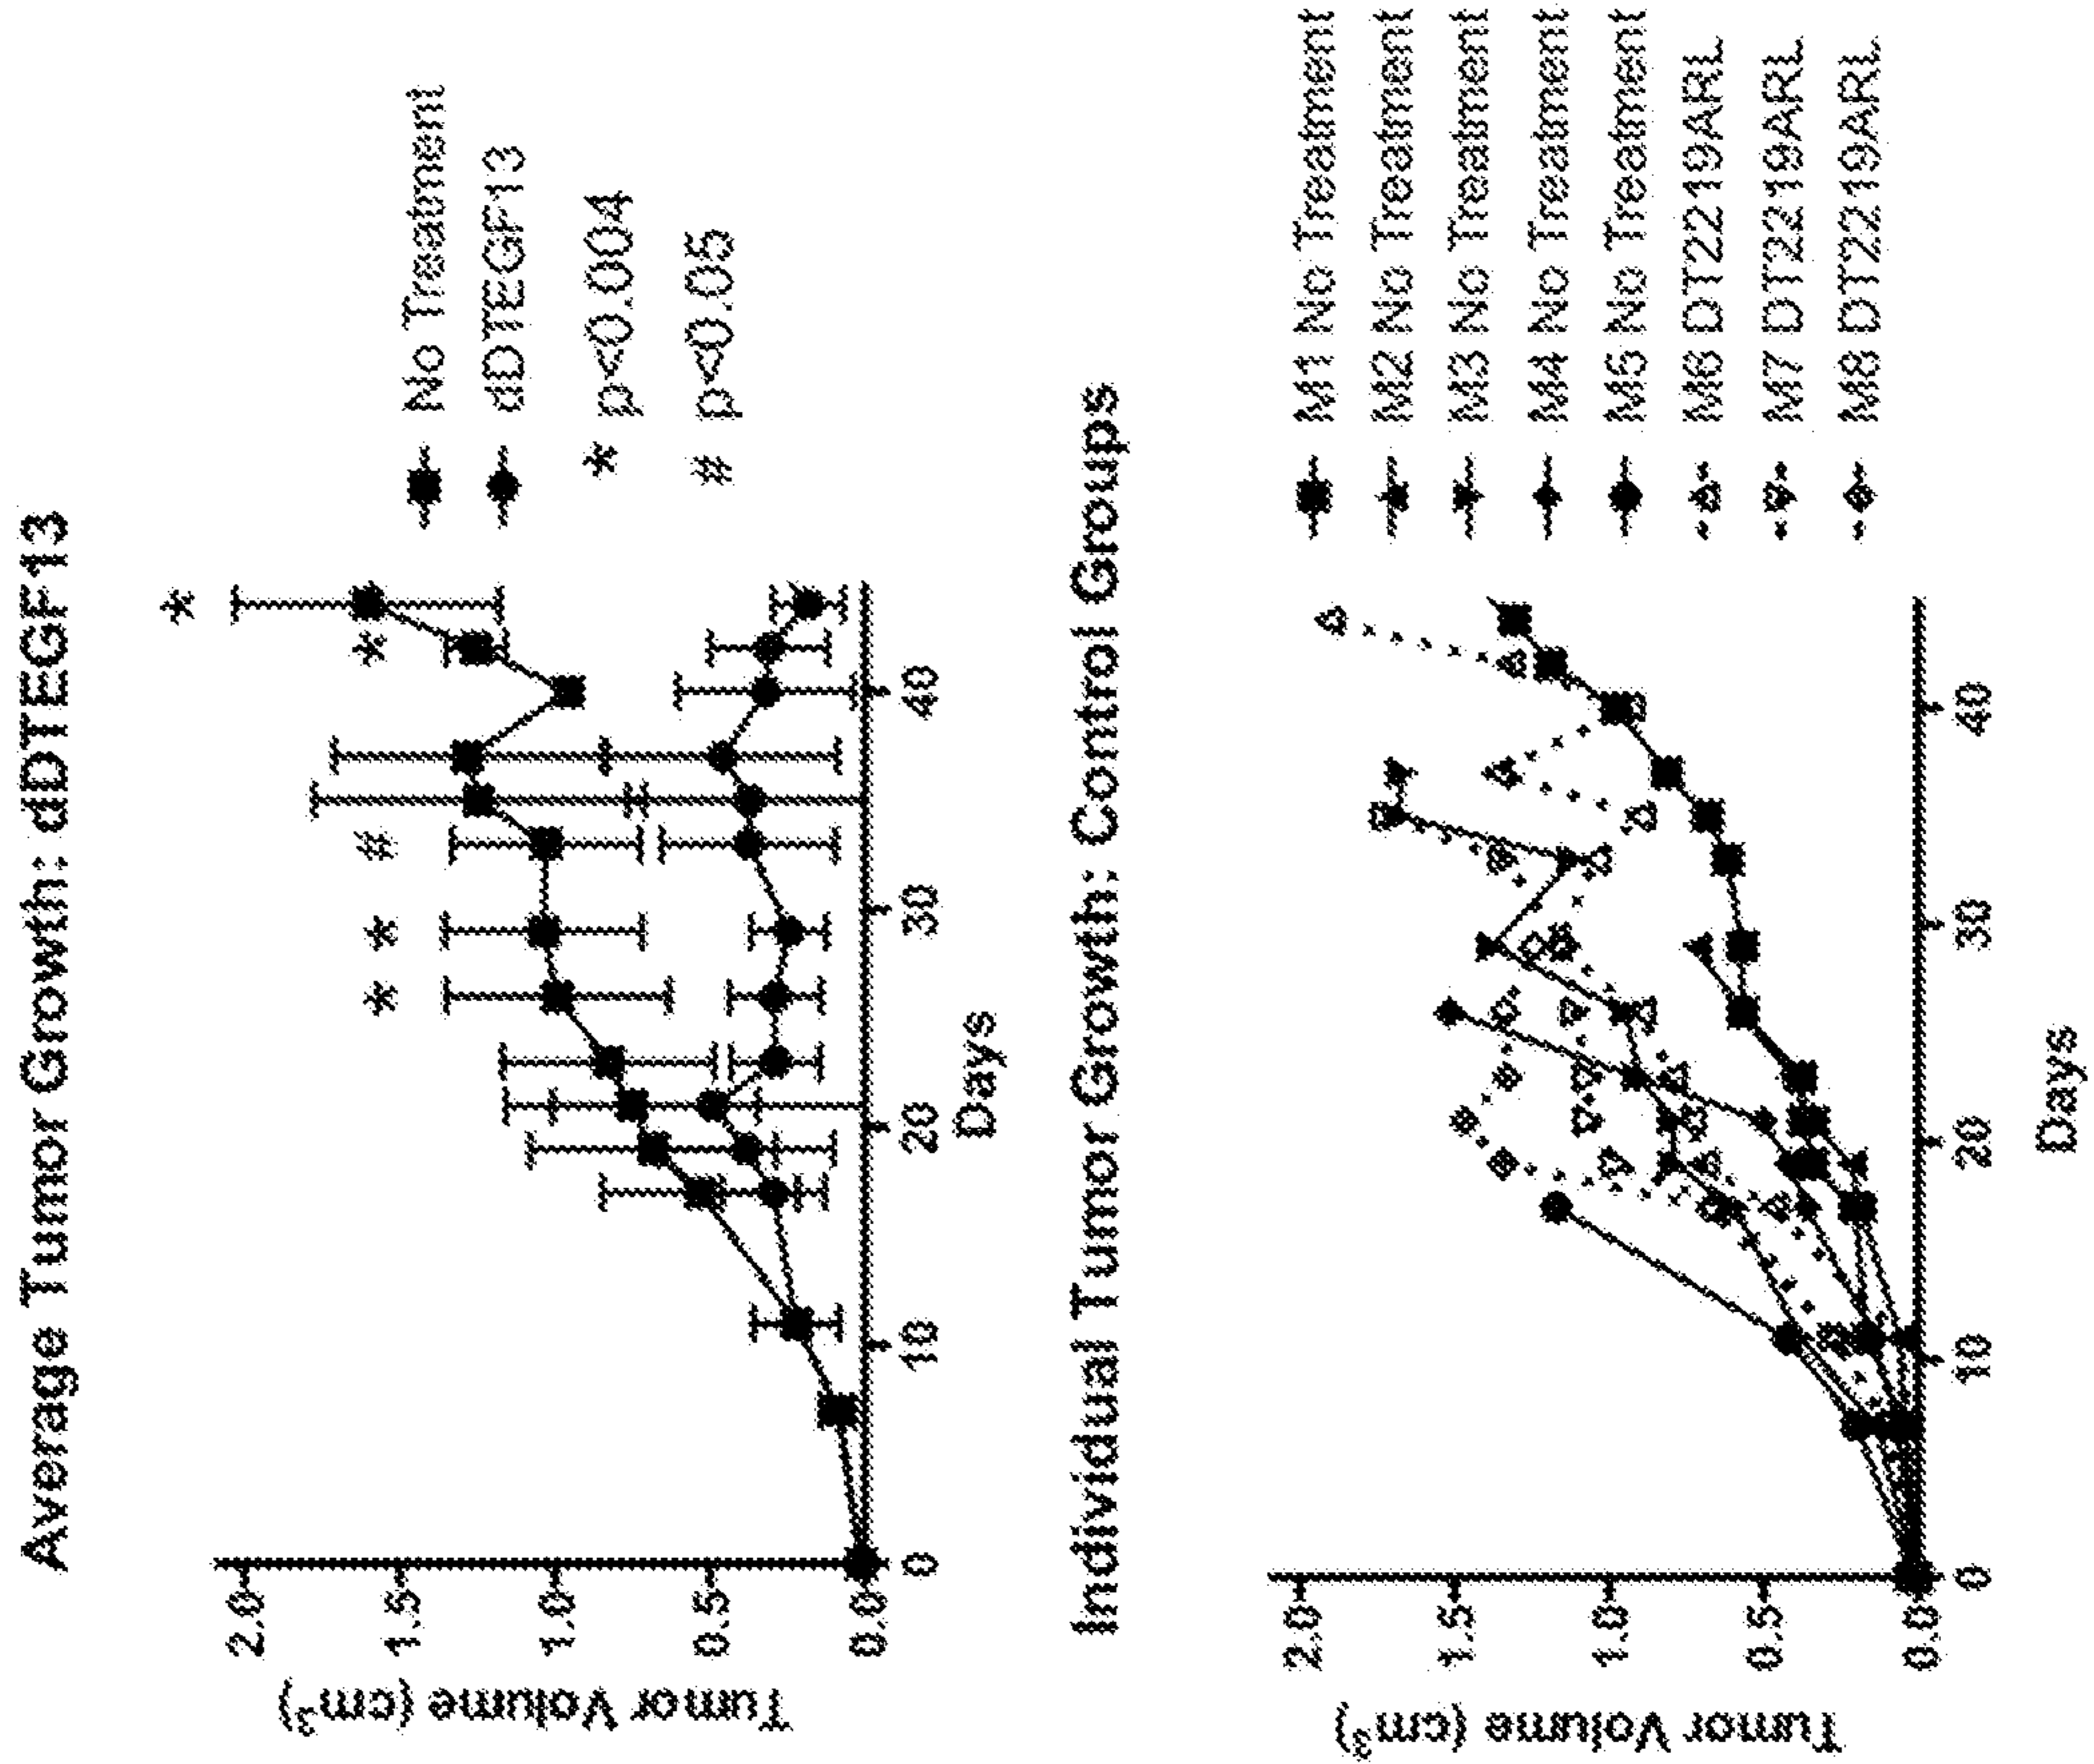 Average Tumor Growth: dDTEGF13
Tumor Volume (cm³)
2.0
1.5
1.0
0.5
0.0
0
10
20
30
40
Days
*
*
#
*
*
No Treatment
dDTEGF13
* p<0.004
# p<0.05
Individual Tumor Growth: Control Groups
Tumor Volume (cm³)
2.0
1.5
1.0
0.5
0.0
0
10
20
30
40
Days
M1 No Treatment
M2 No Treatment
M3 No Treatment
M4 No Treatment
M5 No Treatment
M6 DT2219ARL
M7 DT2219ARL
M8 DT2219ARL